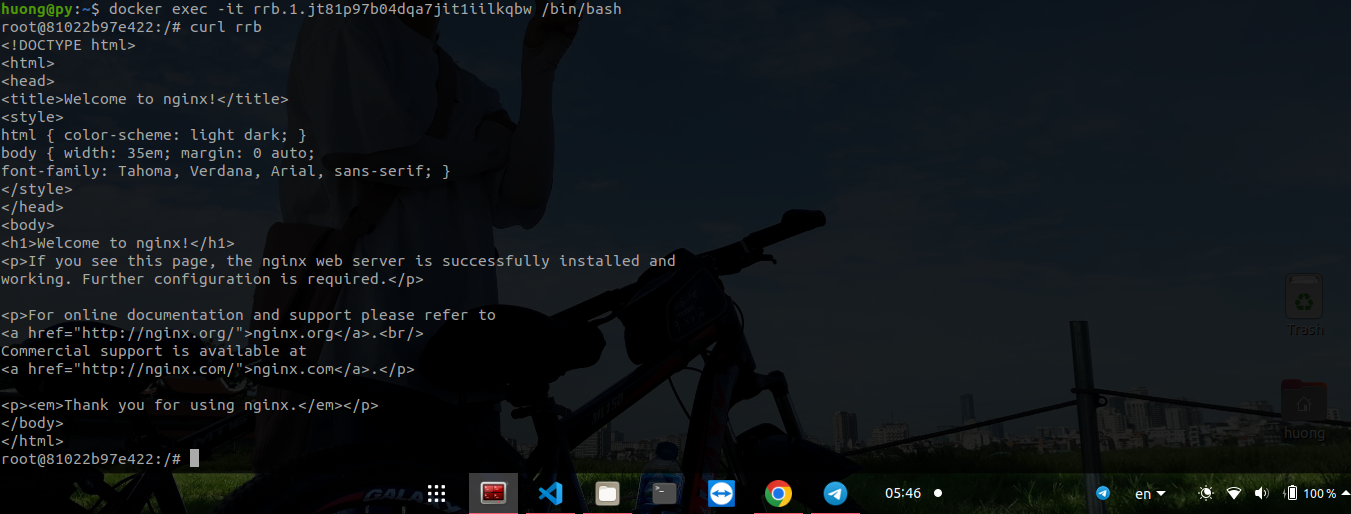 huong@py:~$ docker exec -it rrb.1.jt81p97b04dqa7jit1iilkqbw /bin/bash
root@81022b97e422:/# curl rrb
<!DOCTYPE html>
<html>
<head>
<title>Welcome to nginx!</title>
<style>
html { color-scheme: light dark; }
body { width: 35em; margin: 0 auto;
font-family: Tahoma, Verdana, Arial, sans-serif; }
</style>
</head>
<body>
<h1>Welcome to nginx!</h1>
<p>If you see this page, the nginx web server is successfully installed and
working. Further configuration is required.</p>
<p>For online documentation and support please refer to
<a href="http://nginx.org/">nginx.org</a>.<br/>
Commercial support is available at
<a href="http://nginx.com/">nginx.com</a>.</p>
<p><em>Thank you for using nginx.</em></p>
</body>
</html>
root@81022b97e422:/#
Trash
huong
GALAX
05:46
en
100 %